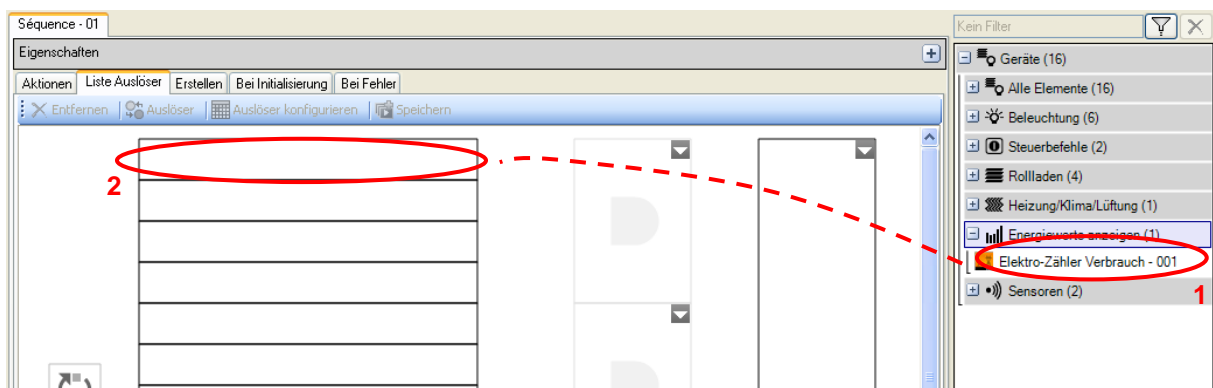 Séquence - 01
Eigenschaften
Aktionen Liste Auslöser Erstellen Bei Initialisierung Bei Fehler
Entfernen Auslöser Auslöser konfigurieren Speichern
2
Kein Filter
Geräte (16)
Alle Elemente (16)
Beleuchtung (6)
Steuerbefehle (2)
Rollladen (4)
Heizung/Klima/Lüftung (1)
Energiewerte anzeigen (1)
Elektro-Zähler Verbrauch - 001
Sensoren (2)
1